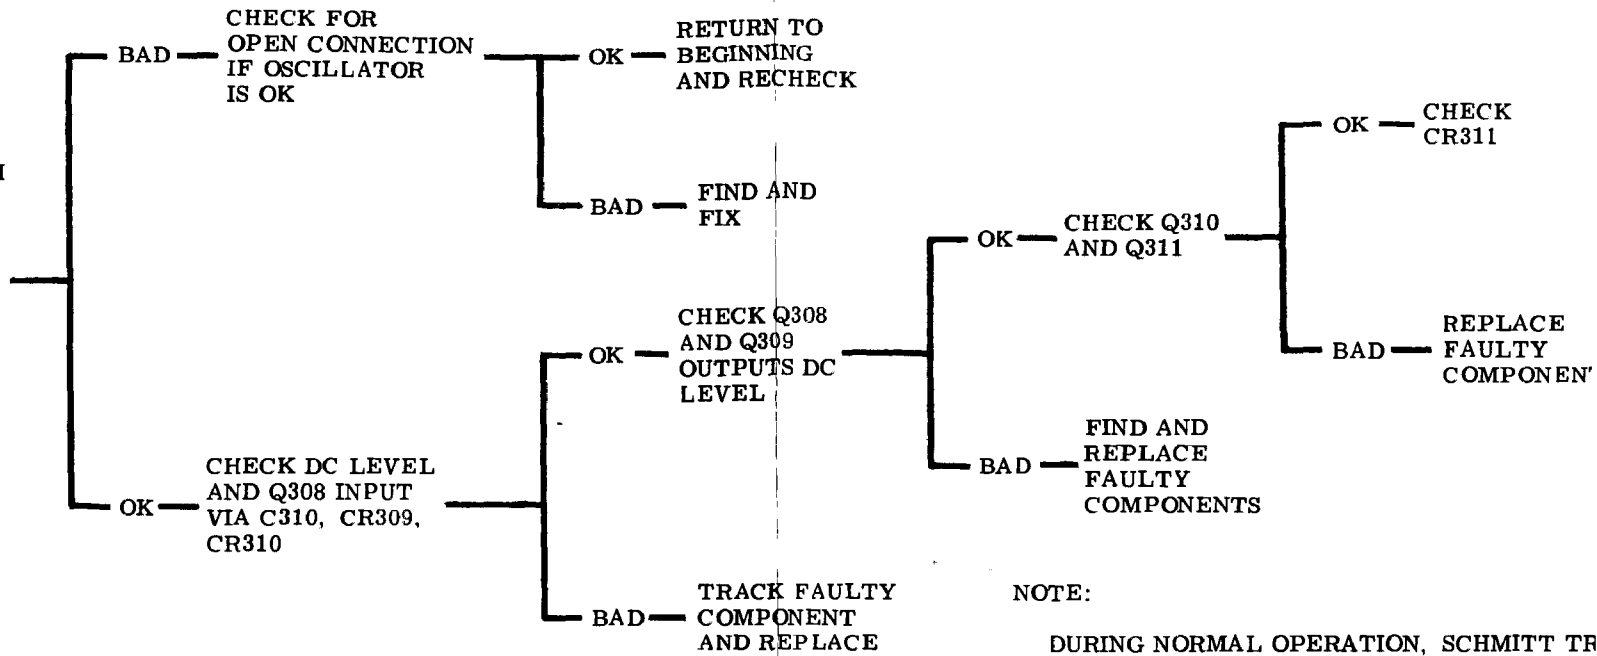 BAD
CHECK FOR
OPEN CONNECTION
IF OSCILLATOR
IS OK
OK
RETURN TO
BEGINNING
AND RECHECK
BAD
FIND AND
FIX
OK
CHECK DC LEVEL
AND Q308 INPUT
VIA C310, CR309,
CR310
OK
CHECK Q308
AND Q309
OUTPUTS DC
LEVEL
BAD
TRACK FAULTY
COMPONENT
AND REPLACE
OK
CHECK Q310
AND Q311
BAD
FIND AND
REPLACE
FAULTY
COMPONENTS
OK
CHECK
CR311
BAD
REPLACE
FAULTY
COMPONEN
NOTE:
DURING NORMAL OPERATION, SCHMITT TR